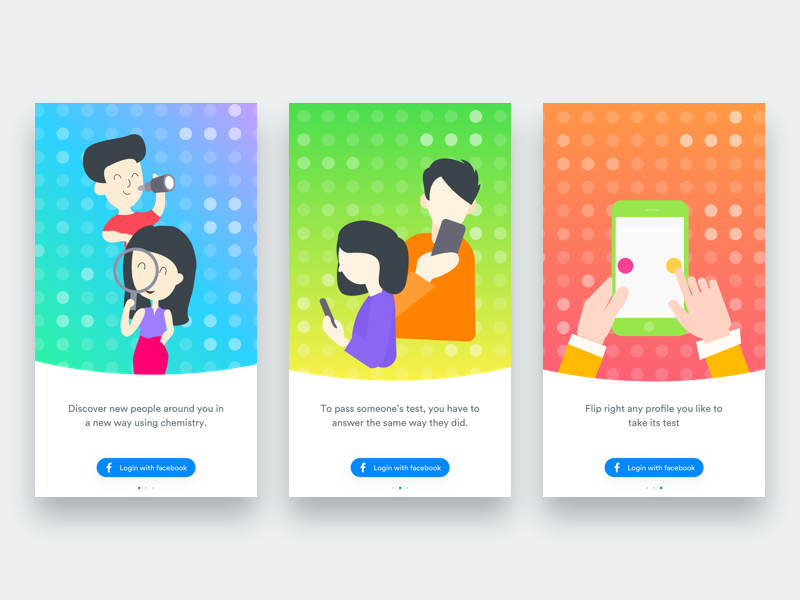 Discover new people around you in
a new way using chemistry.
Login with facebook
To pass someone's test, you have to
answer the same way they did.
Login with facebook
Flip right any profile you like to
take its test
Login with facebook